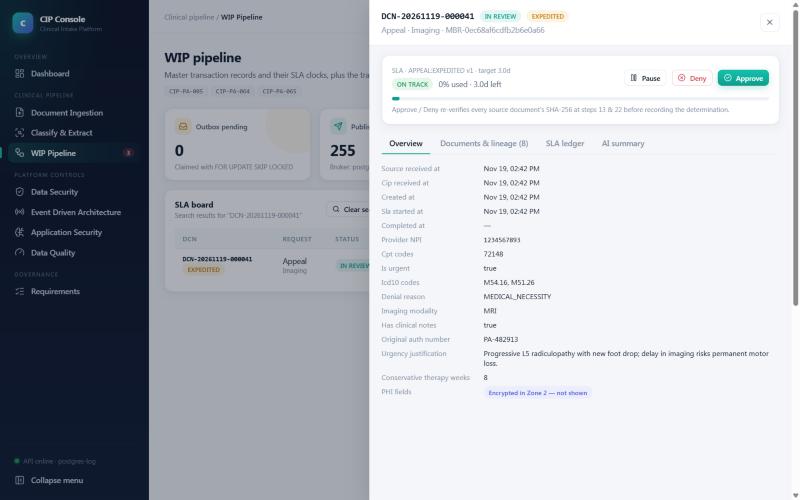 C
CIP Console
Clinical Intake Platform
OVERVIEW
Dashboard
CLINICAL PIPELINE
Document Ingestion
Classify & Extract
WIP Pipeline 3
PLATFORM CONTROLS
Data Security
Event Driven Architecture
Application Security
Data Quality
GOVERNANCE
Requirements
API online · postgres-log
Collapse menu
Clinical pipeline / WIP Pipeline
WIP pipeline
Master transaction records and their SLA clocks, plus the tra
CIP-PA-005 CIP-PA-064 CIP-PA-065
Outbox pending
0
Claimed with FOR UPDATE SKIP LOCKED
Publis
255
Broker: postg
SLA board
Search results for "DCN-20261119-000041"
Clear se
DCN REQUEST STATUS
DCN-20261119-000041 Appeal IN REVIEW
EXPEDITED Imaging
DCN-20261119-000041 IN REVIEW EXPEDITED
Appeal · Imaging · MBR-0ec68af6cdfb2b6e0a66
SLA · APPEAL:EXPEDITED v1 · target 3.0d
ON TRACK 0% used · 3.0d left
Pause Deny Approve
Approve / Deny re-verifies every source document's SHA-256 at steps 13 & 22 before recording the determination.
Overview Documents & lineage (8) SLA ledger AI summary
Source received at Nov 19, 02:42 PM
Cip received at Nov 19, 02:42 PM
Created at Nov 19, 02:42 PM
Sla started at Nov 19, 02:42 PM
Completed at —
Provider NPI 1234567893
Cpt codes 72148
Is urgent true
Icd10 codes M54.16, M51.26
Denial reason MEDICAL_NECESSITY
Imaging modality MRI
Has clinical notes true
Original auth number PA-482913
Urgency justification Progressive L5 radiculopathy with new foot drop; delay in imaging risks permanent motor
loss.
Conservative therapy weeks 8
PHI fields Encrypted in Zone 2 — not shown